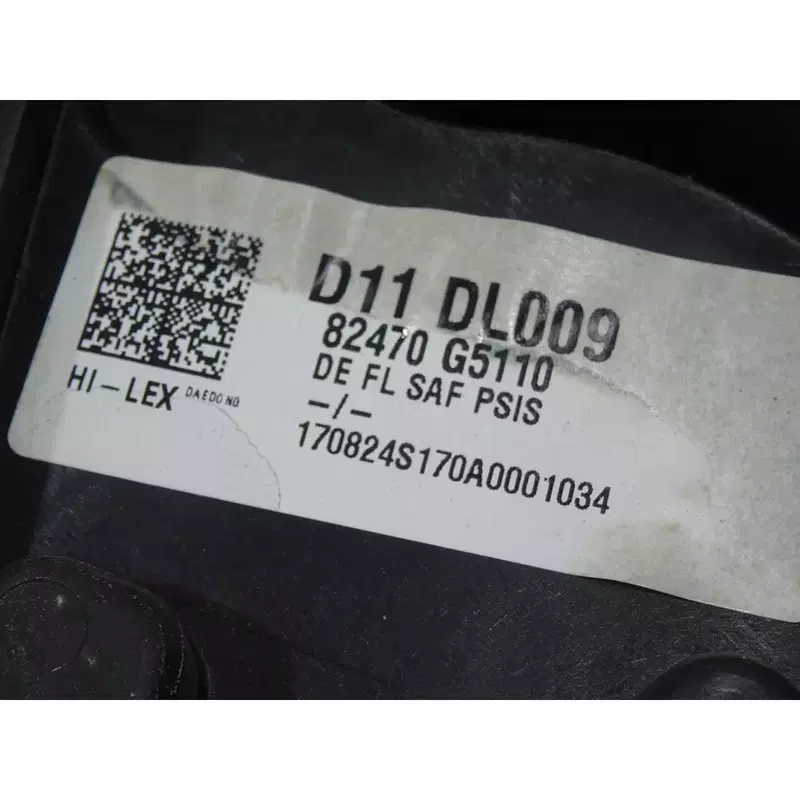 D11 DL009
82470 G5110
DE FL SAF PSIS
-/-
170824S170A0001034
HI-LEX DAEDONG